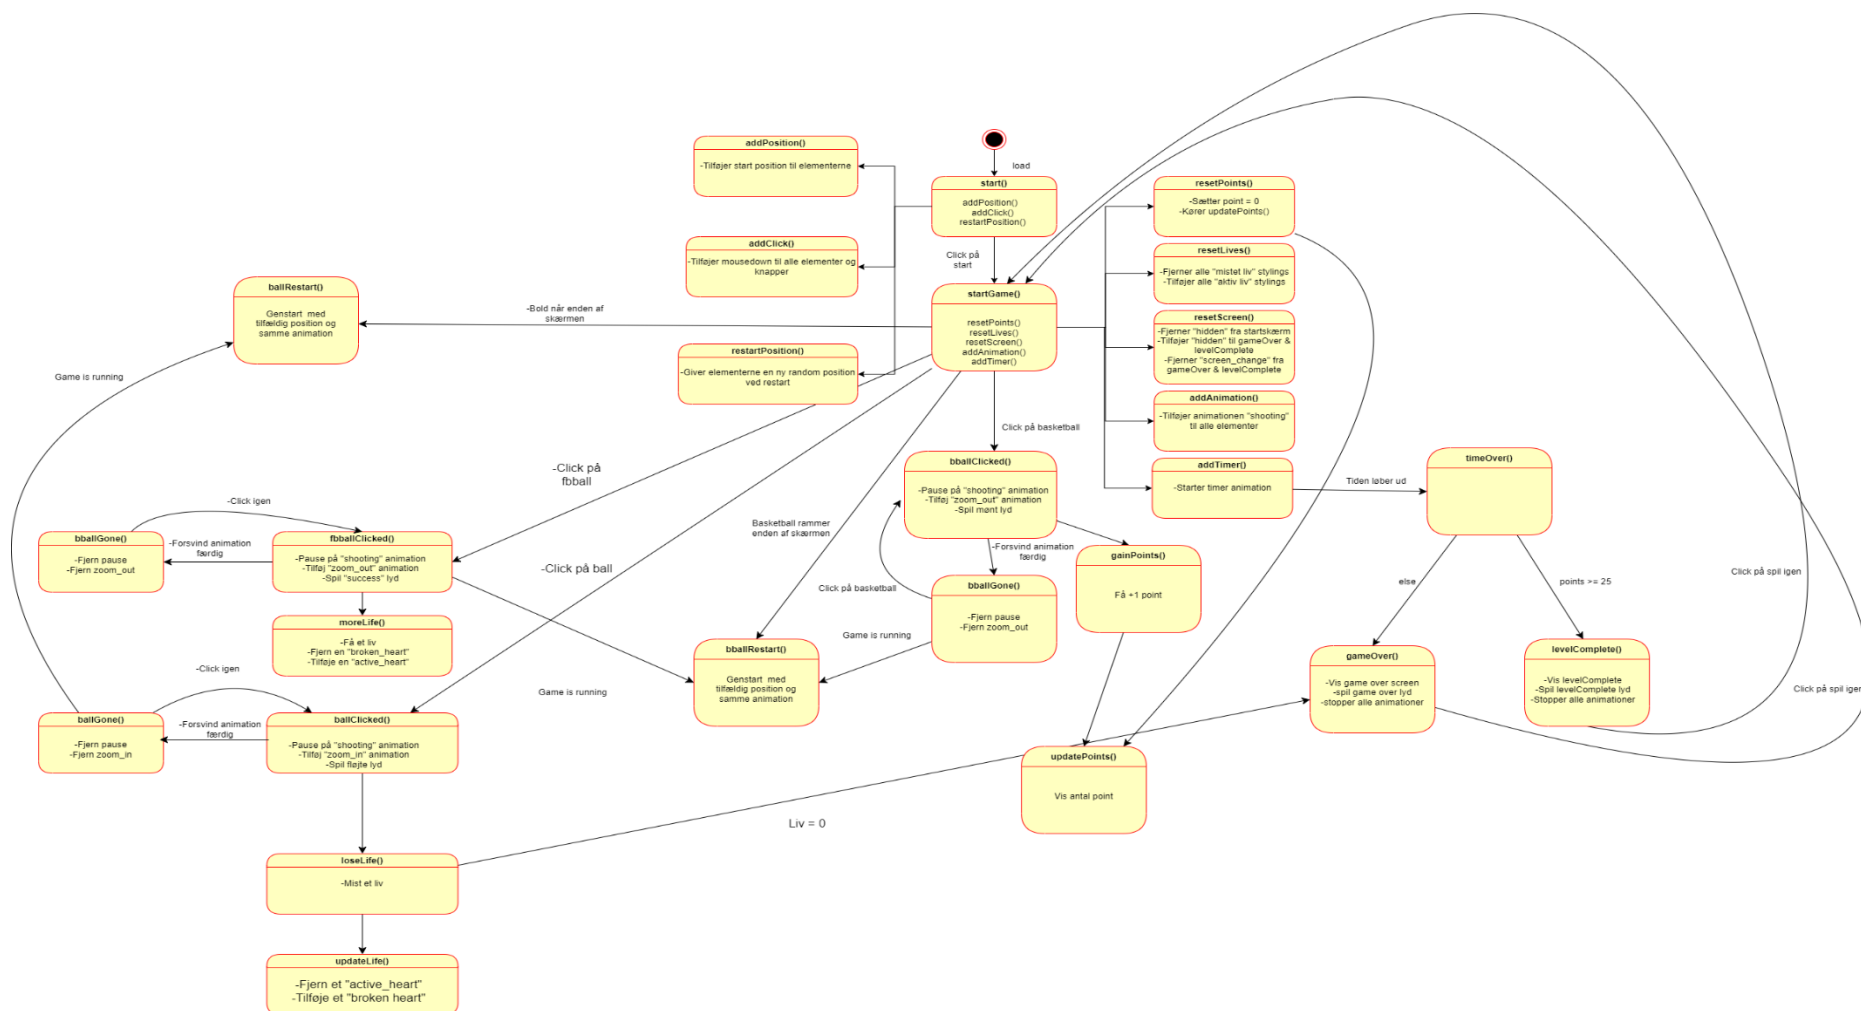 load
addPosition()
-Tilføjer start position til elementerne
start()
addPosition()
addClick()
restartPosition()
resetPoints()
-Sætter point = 0
-Kører updatePoints()
addClick()
-Tilføjer mousedown til alle elementer og
knapper
Click på
start
resetLives()
-Fjerner alle "mistet liv" stylings
-Tilføjer alle "aktiv liv" stylings
ballRestart()
Genstart med
tilfældig position og
samme animation
-Bold når enden af
skærmen
startGame()
resetPoints()
resetLives()
resetScreen()
addAnimation()
addTimer()
resetScreen()
-Fjerner "hidden" fra startskærm
-Tilføjer "hidden" til gameOver &
levelComplete
-Fjerner "screen_change" fra
gameOver & levelComplete
restartPosition()
-Giver elementerne en ny random position
ved restart
Game is running
addAnimation()
-Tilføjer animationen "shooting"
til alle elementer
Click på basketball
-Click på
fbball
bballClicked()
-Pause på "shooting" animation
-Tilføj "zoom_out" animation
-Spil mønt lyd
addTimer()
-Starter timer animation
Tiden løber ud
timeOver()
-Click igen
bballGone()
-Fjern pause
-Fjern zoom_out
-Forsvind animation
færdig
fbballClicked()
-Pause på "shooting" animation
-Tilføj "zoom_out" animation
-Spil "success" lyd
Basketball rammer
enden af skærmen
-Forsvind animation
færdig
gainPoints()
Få +1 point
-Click på ball
Click på basketball
bballGone()
-Fjern pause
-Fjern zoom_out
else
points >= 25
Click på spil igen
moreLife()
-Få et liv
-Fjern en "broken_heart"
-Tilføje en "active_heart"
Game is running
bballRestart()
Genstart med
tilfældig position og
samme animation
gameOver()
-Vis game over screen
-spil game over lyd
-stopper alle animationer
levelComplete()
-Vis levelComplete
-Spil levelComplete lyd
-Stopper alle animationer
Click på spil igen
-Click igen
Game is running
ballGone()
-Fjern pause
-Fjern zoom_in
-Forsvind animation
færdig
ballClicked()
-Pause på "shooting" animation
-Tilføj "zoom_in" animation
-Spil fløjte lyd
updatePoints()
Vis antal point
Liv = 0
loseLife()
-Mist et liv
updateLife()
-Fjern et "active_heart"
-Tilføje et "broken heart"